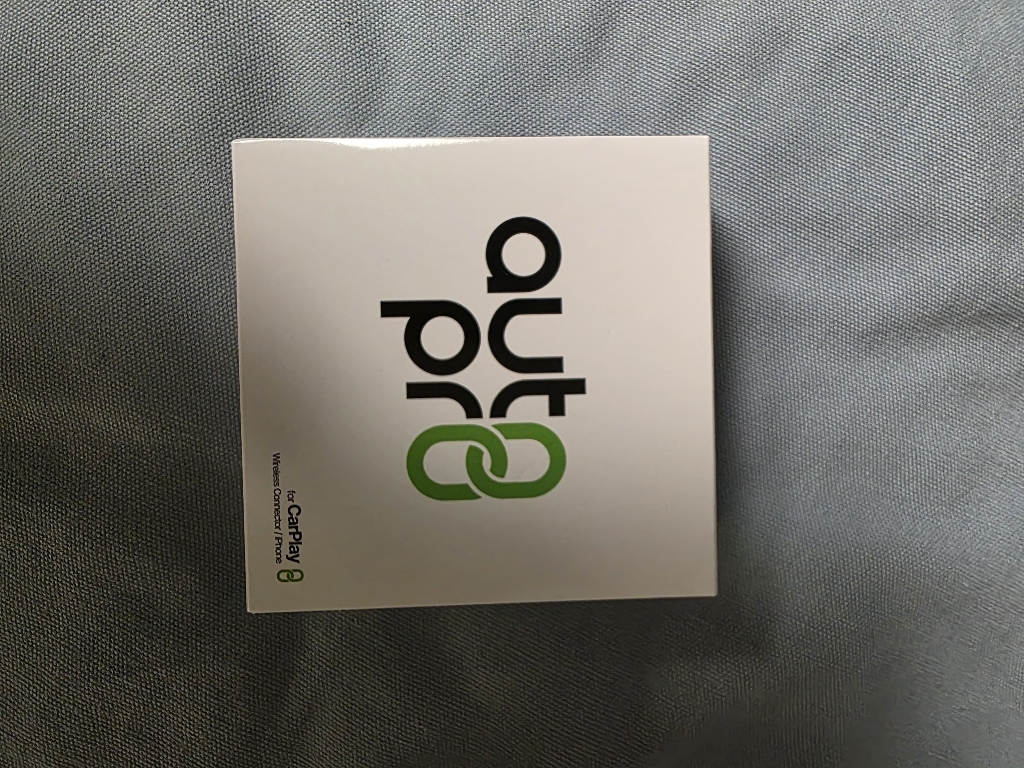 auto
pro
for CarPlay
Wireless Connector / iPhone